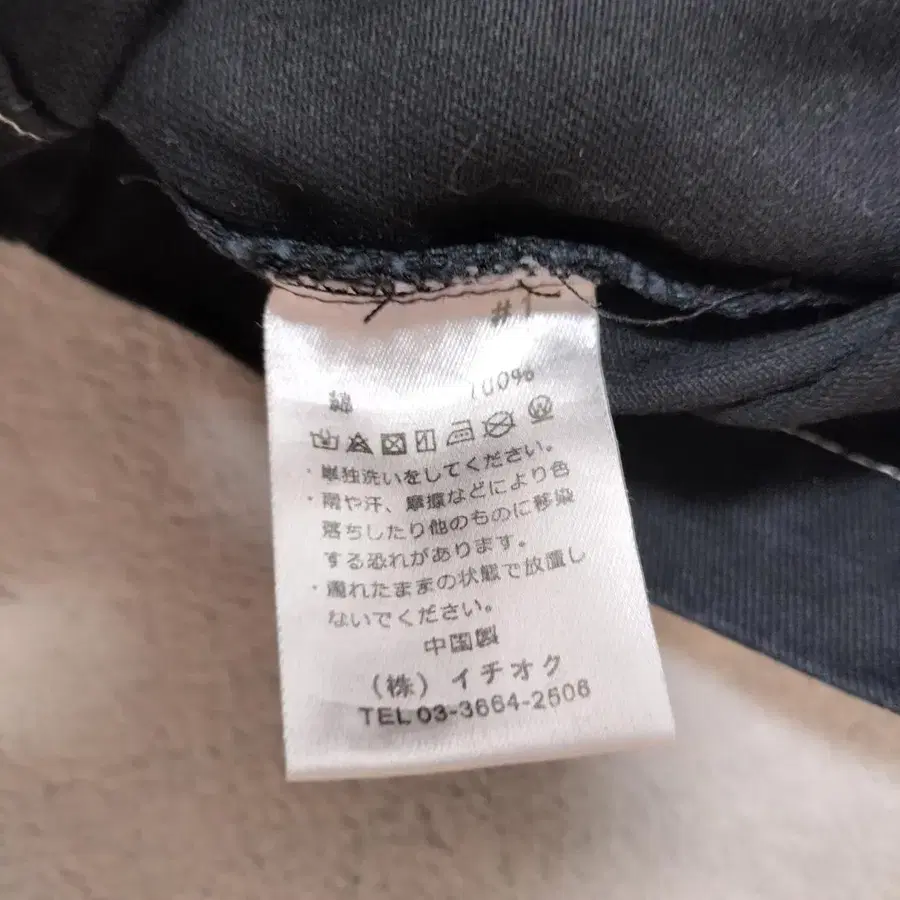 #1
綿 100%
・単独洗いをしてください。
・雨や汗、摩擦などにより色
落ちしたり他のものに移染
する恐れがあります。
・濡れたままの状態で放置し
ないでください。
中国製
(株) イチオク
TEL 03-3664-2506